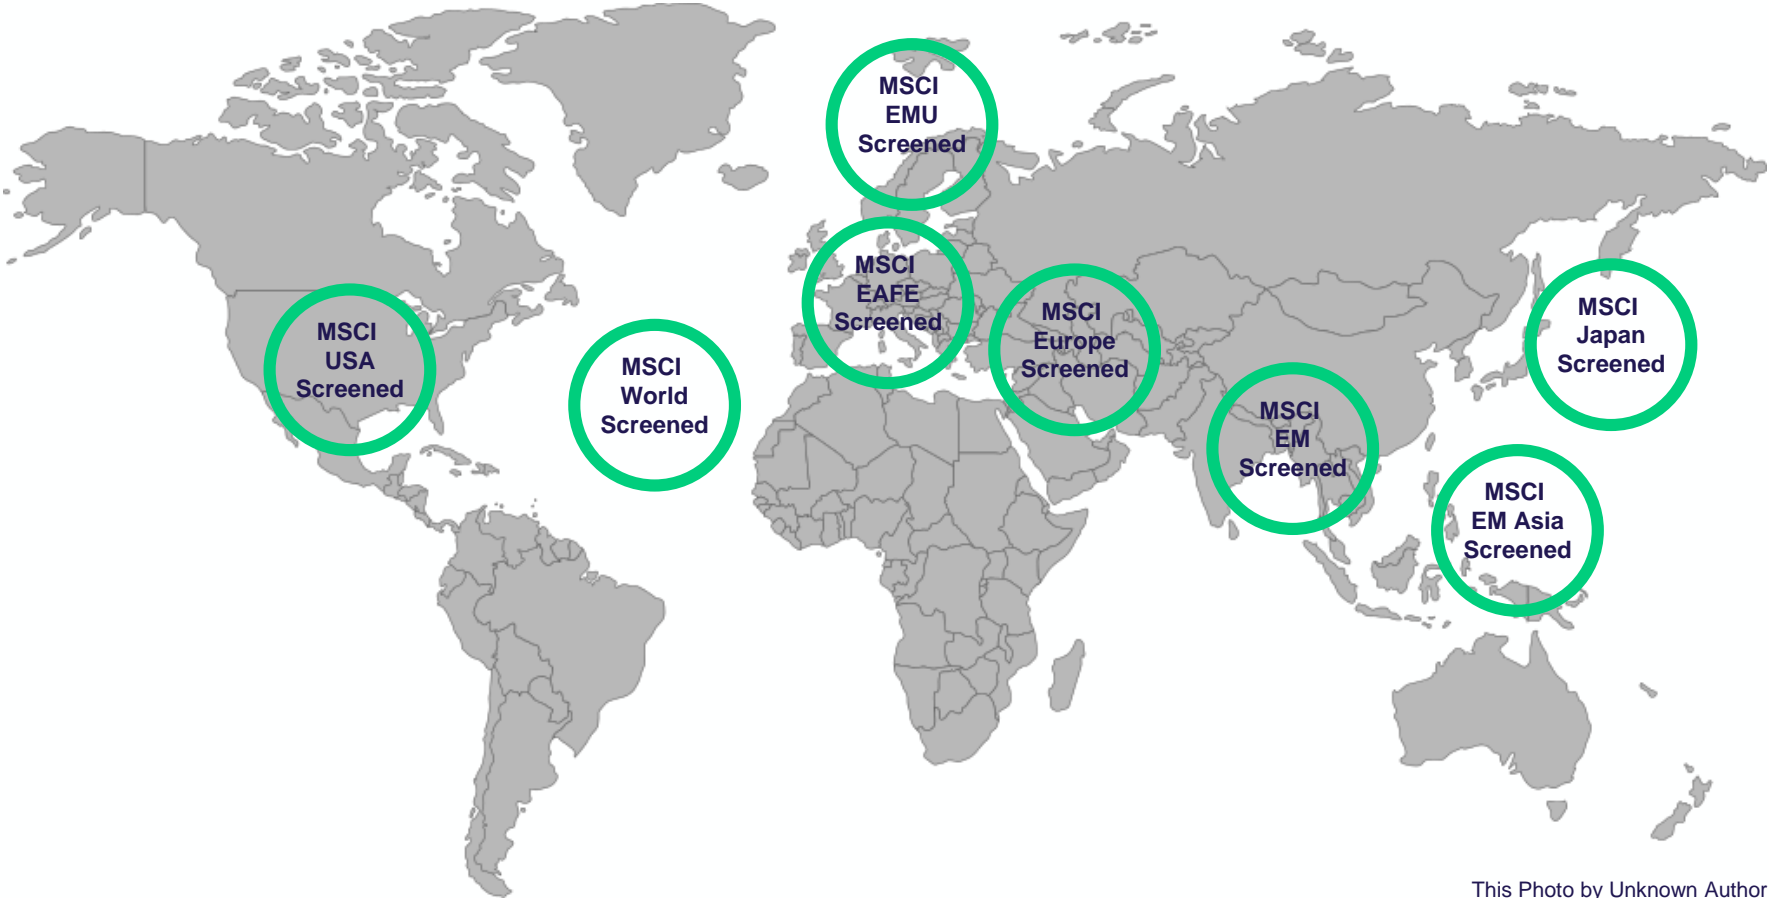 MSCI
EMU
Screened
MSCI
EAFE
Screened
MSCI
USA
Screened
MSCI
World
Screened
MSCI
Europe
Screened
MSCI
Japan
Screened
MSCI
EM
Screened
MSCI
EM Asia
Screened
This Photo by Unknown Author